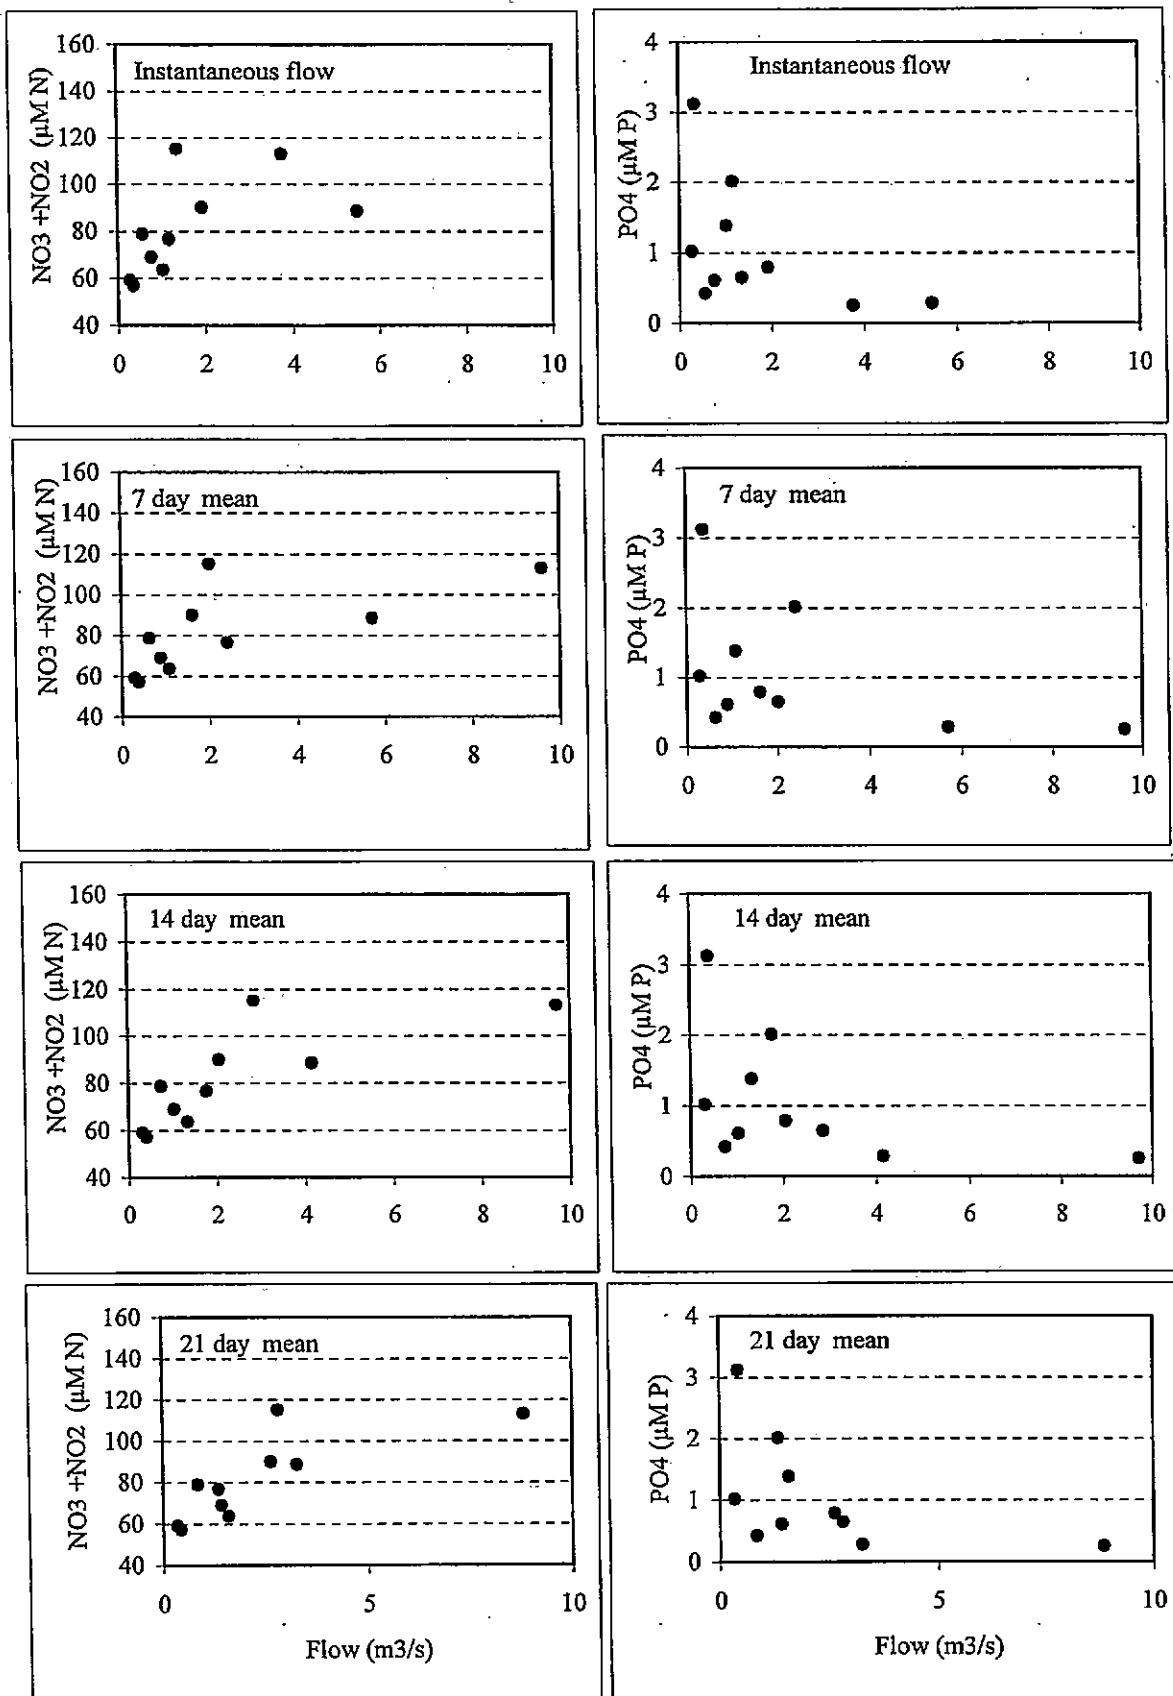 Instantaneous flow
NO3 +NO2 (µM N)
160
140
120
100
80
60
40
0 2 4 6 8 10
Instantaneous flow
PO4 (µM P)
4
3
2
1
0
0 2 4 6 8 10
7 day mean
NO3 +NO2 (µM N)
160
140
120
100
80
60
40
0 2 4 6 8 10
7 day mean
PO4 (µM P)
4
3
2
1
0
0 2 4 6 8 10
14 day mean
NO3 +NO2 (µM N)
160
140
120
100
80
60
40
0 2 4 6 8 10
14 day mean
PO4 (µM P)
4
3
2
1
0
0 2 4 6 8 10
21 day mean
NO3 +NO2 (µM N)
160
140
120
100
80
60
40
0 5 10
Flow (m3/s)
21 day mean
PO4 (µM P)
4
3
2
1
0
0 5 10
Flow (m3/s)